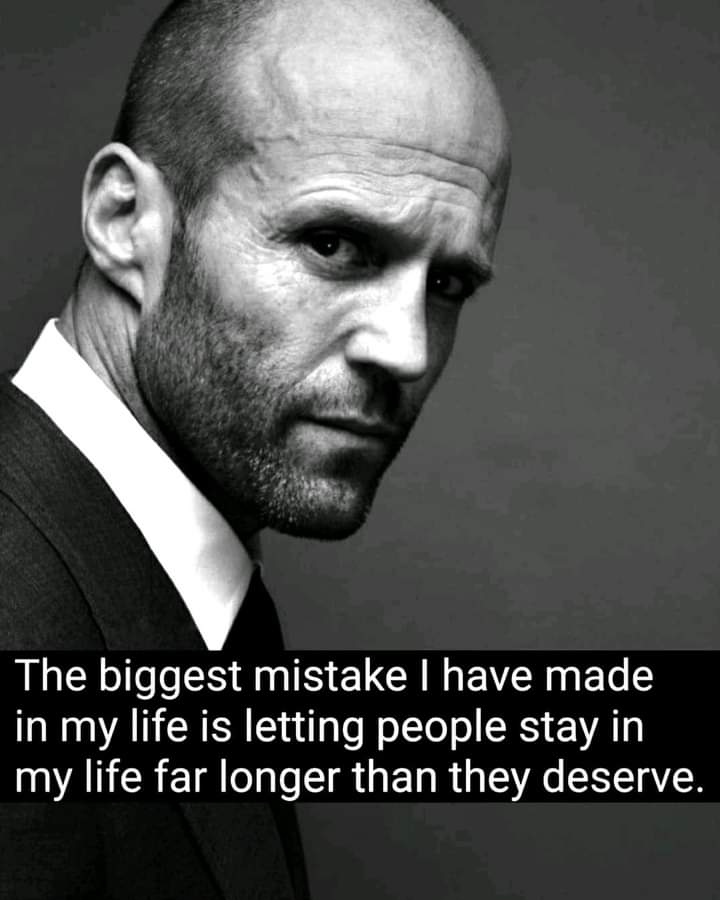 The biggest mistake I have made
in my life is letting people stay in
my life far longer than they deserve.